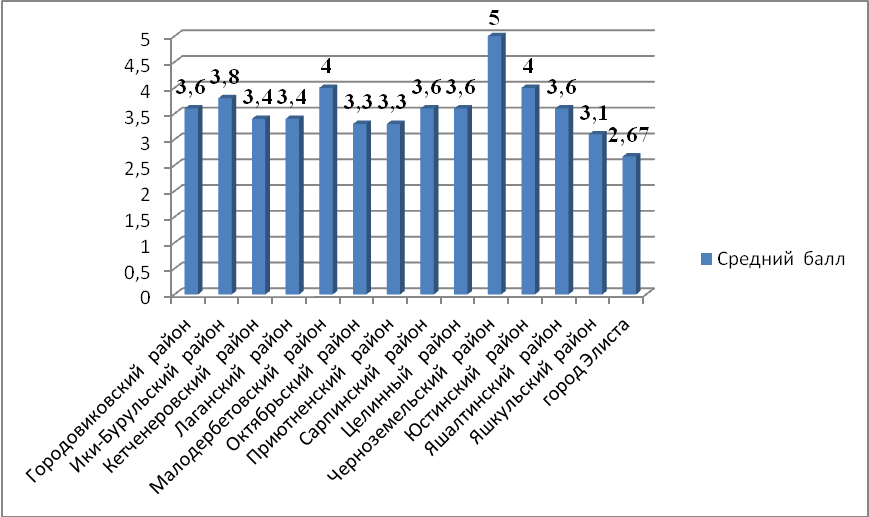 5
4,5
4
3,5
3
2,5
2
1,5
1
0,5
0
3,6
3,8
3,4
3,4
4
3,3
3,3
3,6
3,6
5
4
3,6
3,1
2,67
Городовиковский район
Ики-Бурульский район
Кетченеровский район
Лаганский район
Малодербетовский район
Октябрьский район
Приютненский район
Сарпинский район
Целинный район
Черноземельский район
Юстинский район
Яшалтинский район
Яшкульский район
город Элиста
Средний балл